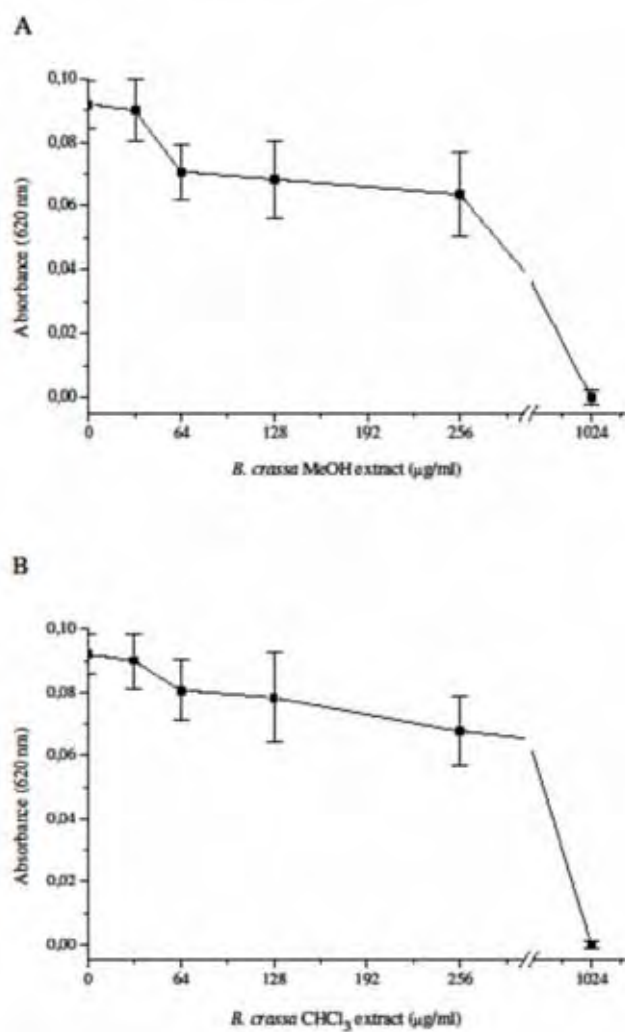 A
0,10
0,08
0,06
0,04
0,02
0,00
Absorbance (620 nm)
0 64 128 192 256 1024
B. crassa MeOH extract (μg/ml)
B
0,10
0,08
0,06
0,04
0,02
0,00
Absorbance (620 nm)
0 64 128 192 256 1024
B. crassa CHCl₃ extract (μg/ml)